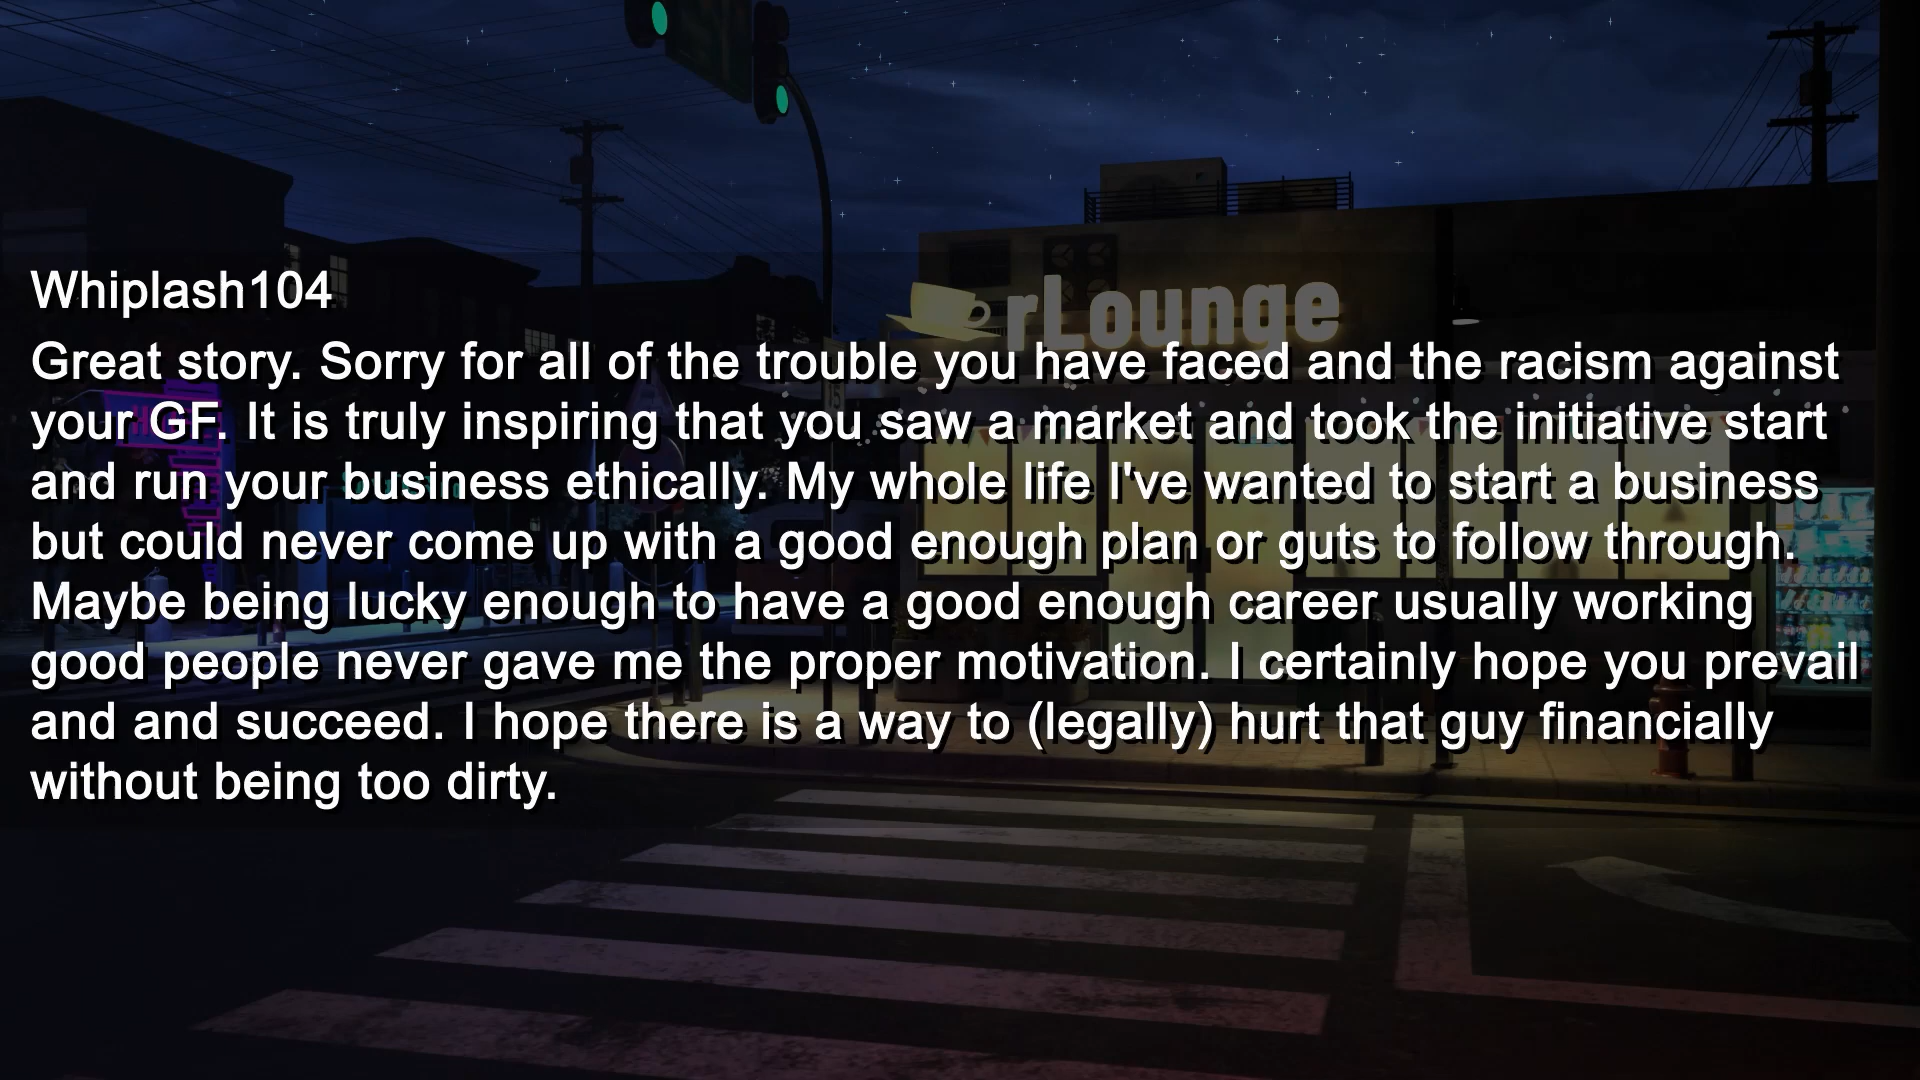 rLounge
Whiplash104
Great story. Sorry for all of the trouble you have faced and the racism against
your GF. It is truly inspiring that you saw a market and took the initiative start
and run your business ethically. My whole life I've wanted to start a business
but could never come up with a good enough plan or guts to follow through.
Maybe being lucky enough to have a good enough career usually working
good people never gave me the proper motivation. I certainly hope you prevail
and and succeed. I hope there is a way to (legally) hurt that guy financially
without being too dirty.